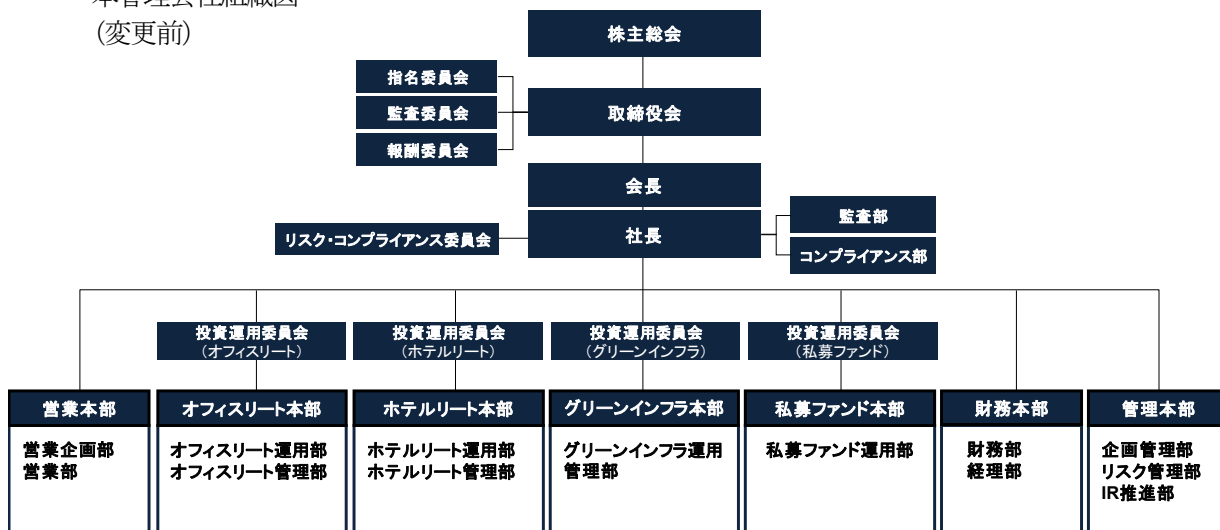 本管理会社組織図
(変更前)
株主総会
指名委員会
監査委員会
報酬委員会
取締役会
会長
社長
リスク・コンプライアンス委員会
監査部
コンプライアンス部
投資運用委員会
(オフィスリート)
投資運用委員会
(ホテルリート)
投資運用委員会
(グリーンインフラ)
投資運用委員会
(私募ファンド)
営業本部
営業企画部
営業部
オフィスリート本部
オフィスリート運用部
オフィスリート管理部
ホテルリート本部
ホテルリート運用部
ホテルリート管理部
グリーンインフラ本部
グリーンインフラ運用
管理部
私募ファンド本部
私募ファンド運用部
財務本部
財務部
経理部
管理本部
企画管理部
リスク管理部
IR推進部